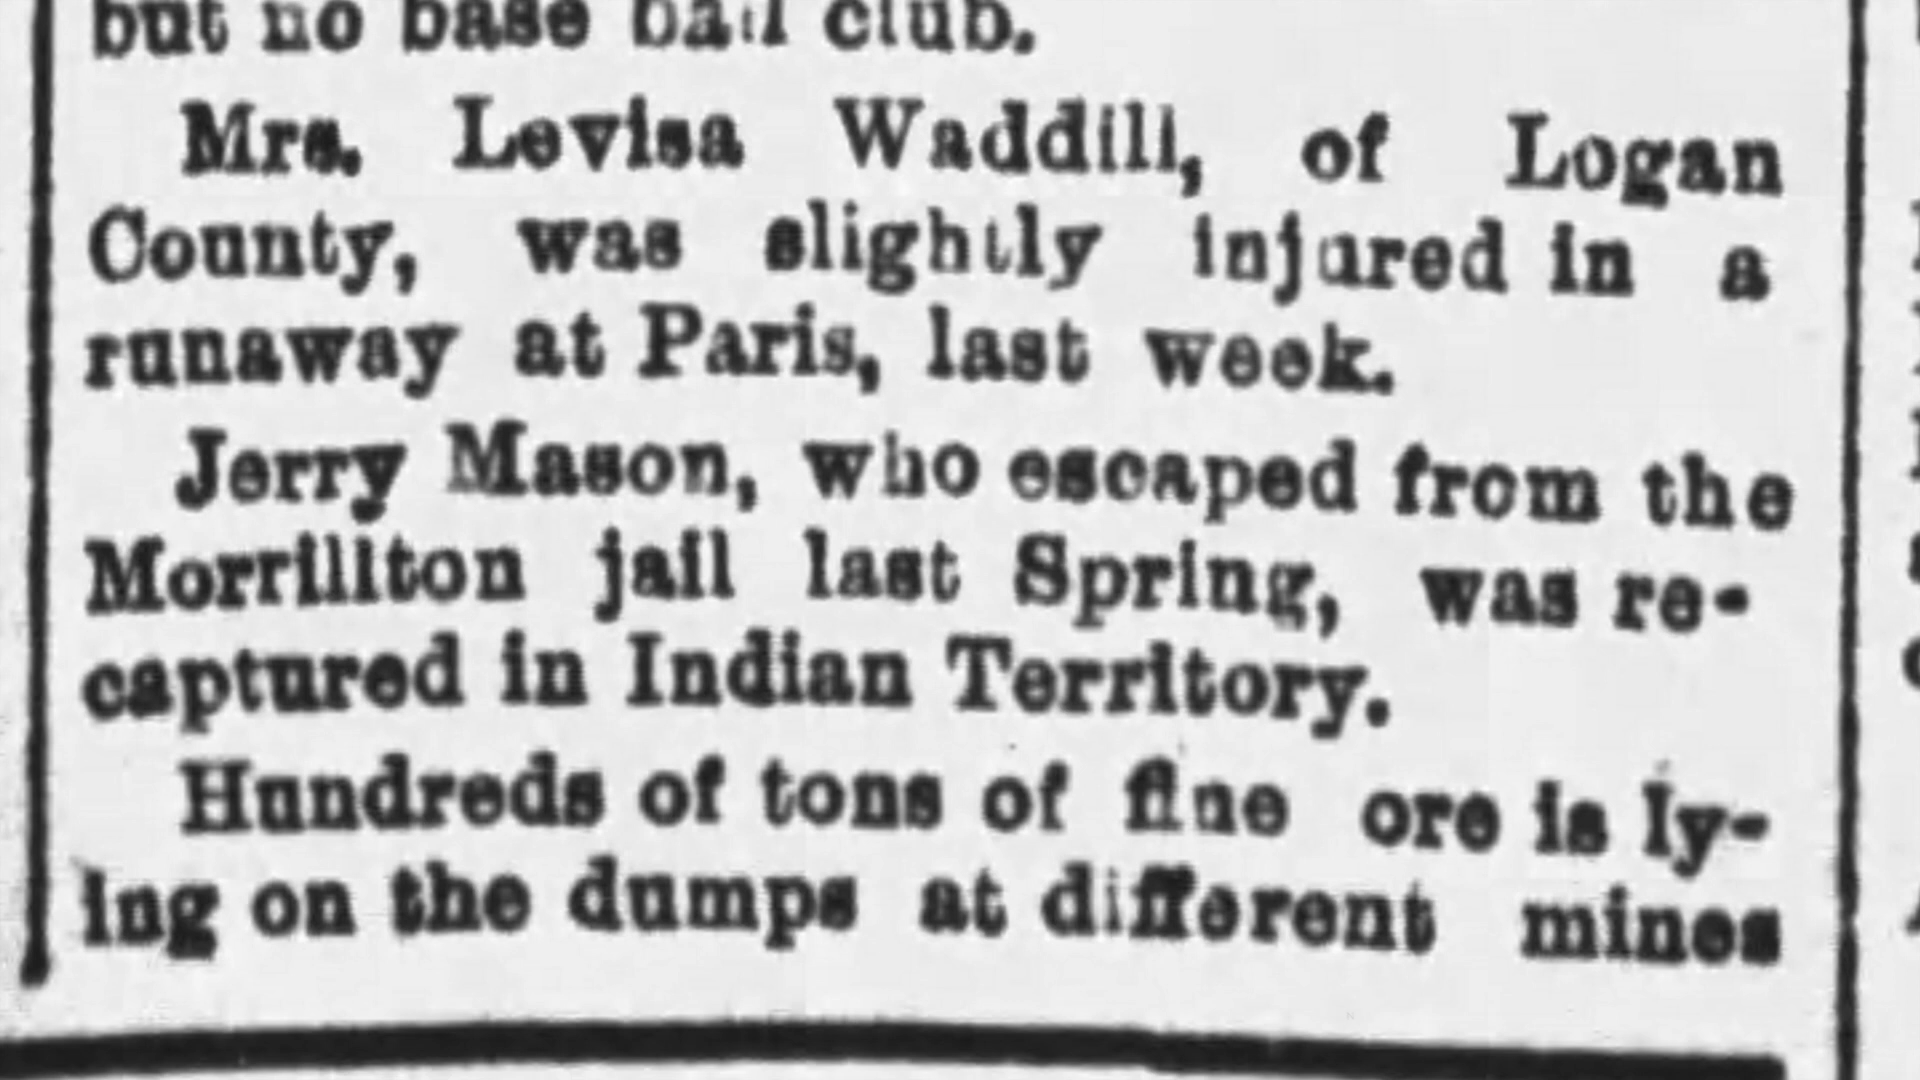 but no base ball club.
Mrs. Levisa Waddill, of Logan
County, was slightly injured in a
runaway at Paris, last week.
Jerry Mason, who escaped from the
Morrillton jail last Spring, was re-
captured in Indian Territory.
Hundreds of tons of fine ore is ly-
ing on the dumps at different mines